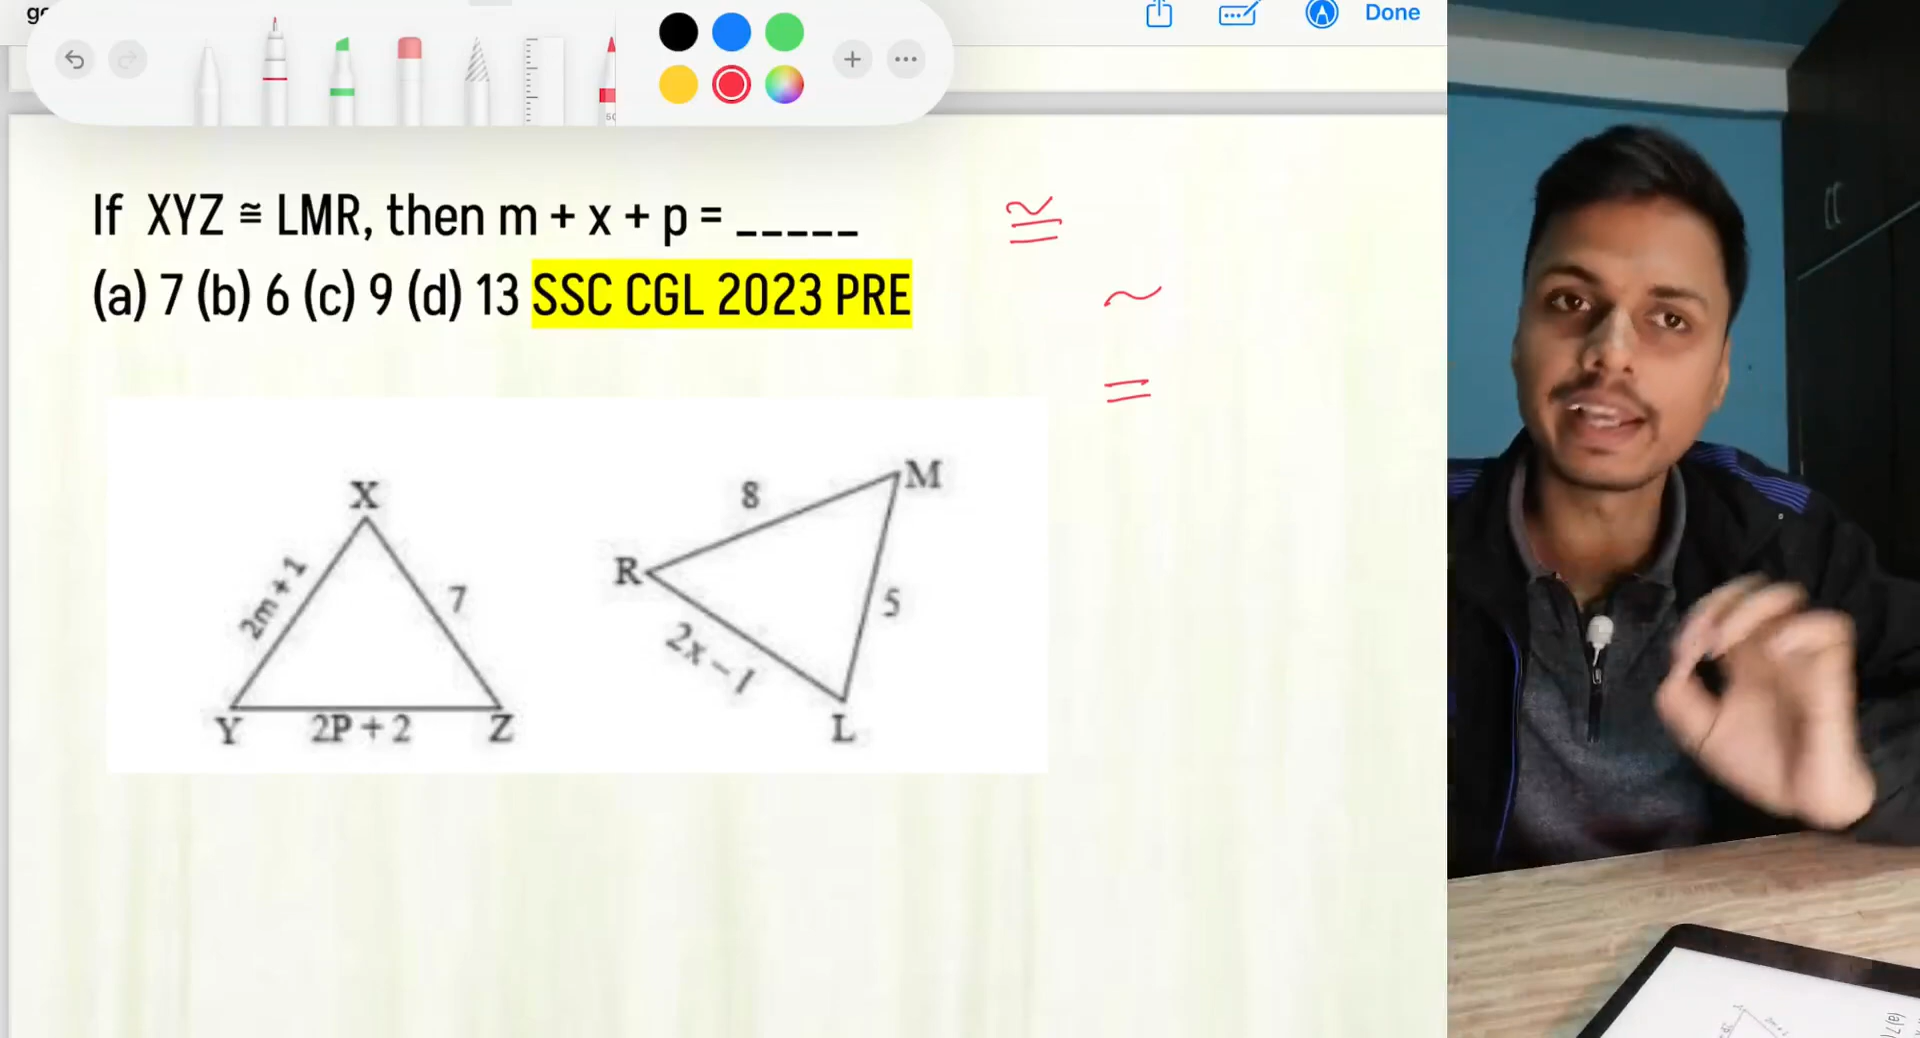 Done
If XYZ ≅ LMR, then m + x + p = _____
(a) 7 (b) 6 (c) 9 (d) 13 SSC CGL 2023 PRE
≅
~
=
X
2m + 1
7
Y
2P + 2
Z
M
8
R
5
2x – 1
L